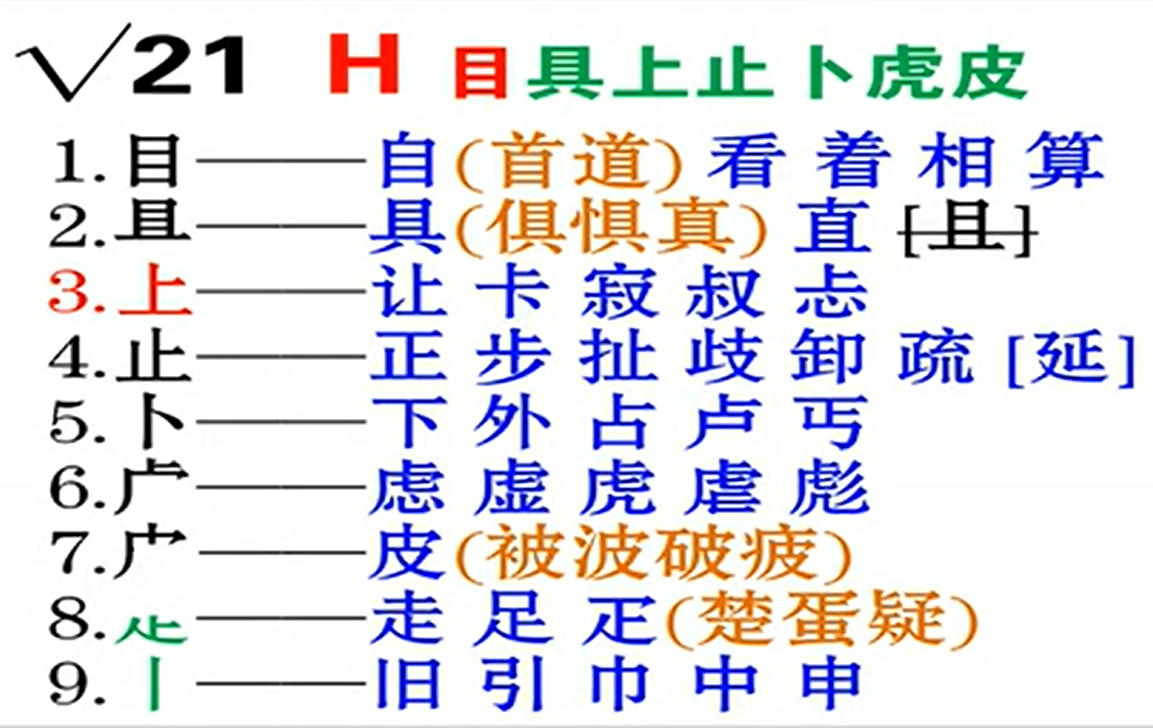 √21 H 目具上止卜虎皮
1.目——自(首道) 看 着 相 算
2.且——具(俱惧真) 直 [且]
3.上——让 卡 寂 叔 忐
4.止——正 步 扯 歧 卸 疏 [延]
5.卜——下 外 占 卢 丐
6.虍——虑 虚 虎 虐 彪
7.——皮(被波破疲)
8.龰——走 足 疋(楚蛋疑)
9.丨——旧 引 巾 中 申